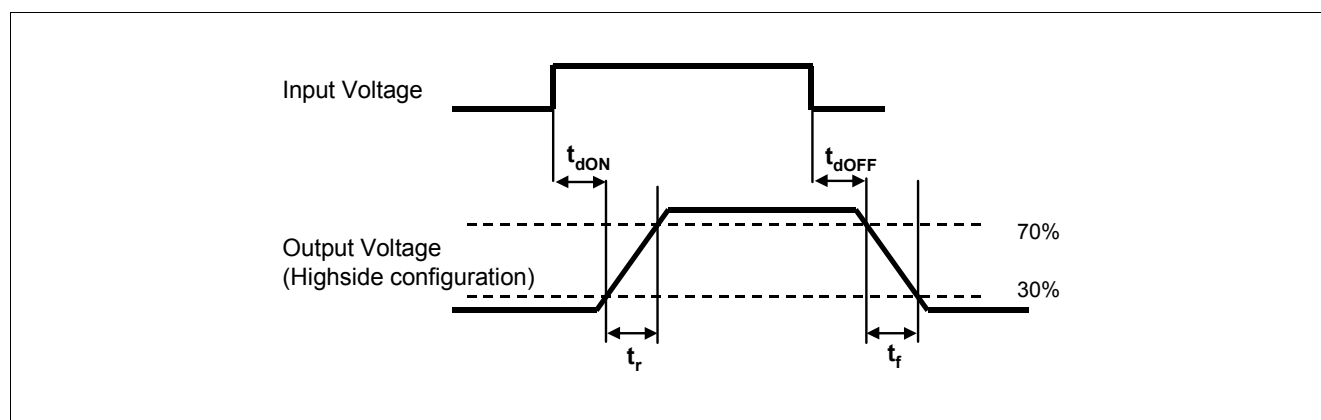 Input Voltage
tdON
tdOFF
70%
Output Voltage
(Highside configuration)
30%
tr
tf